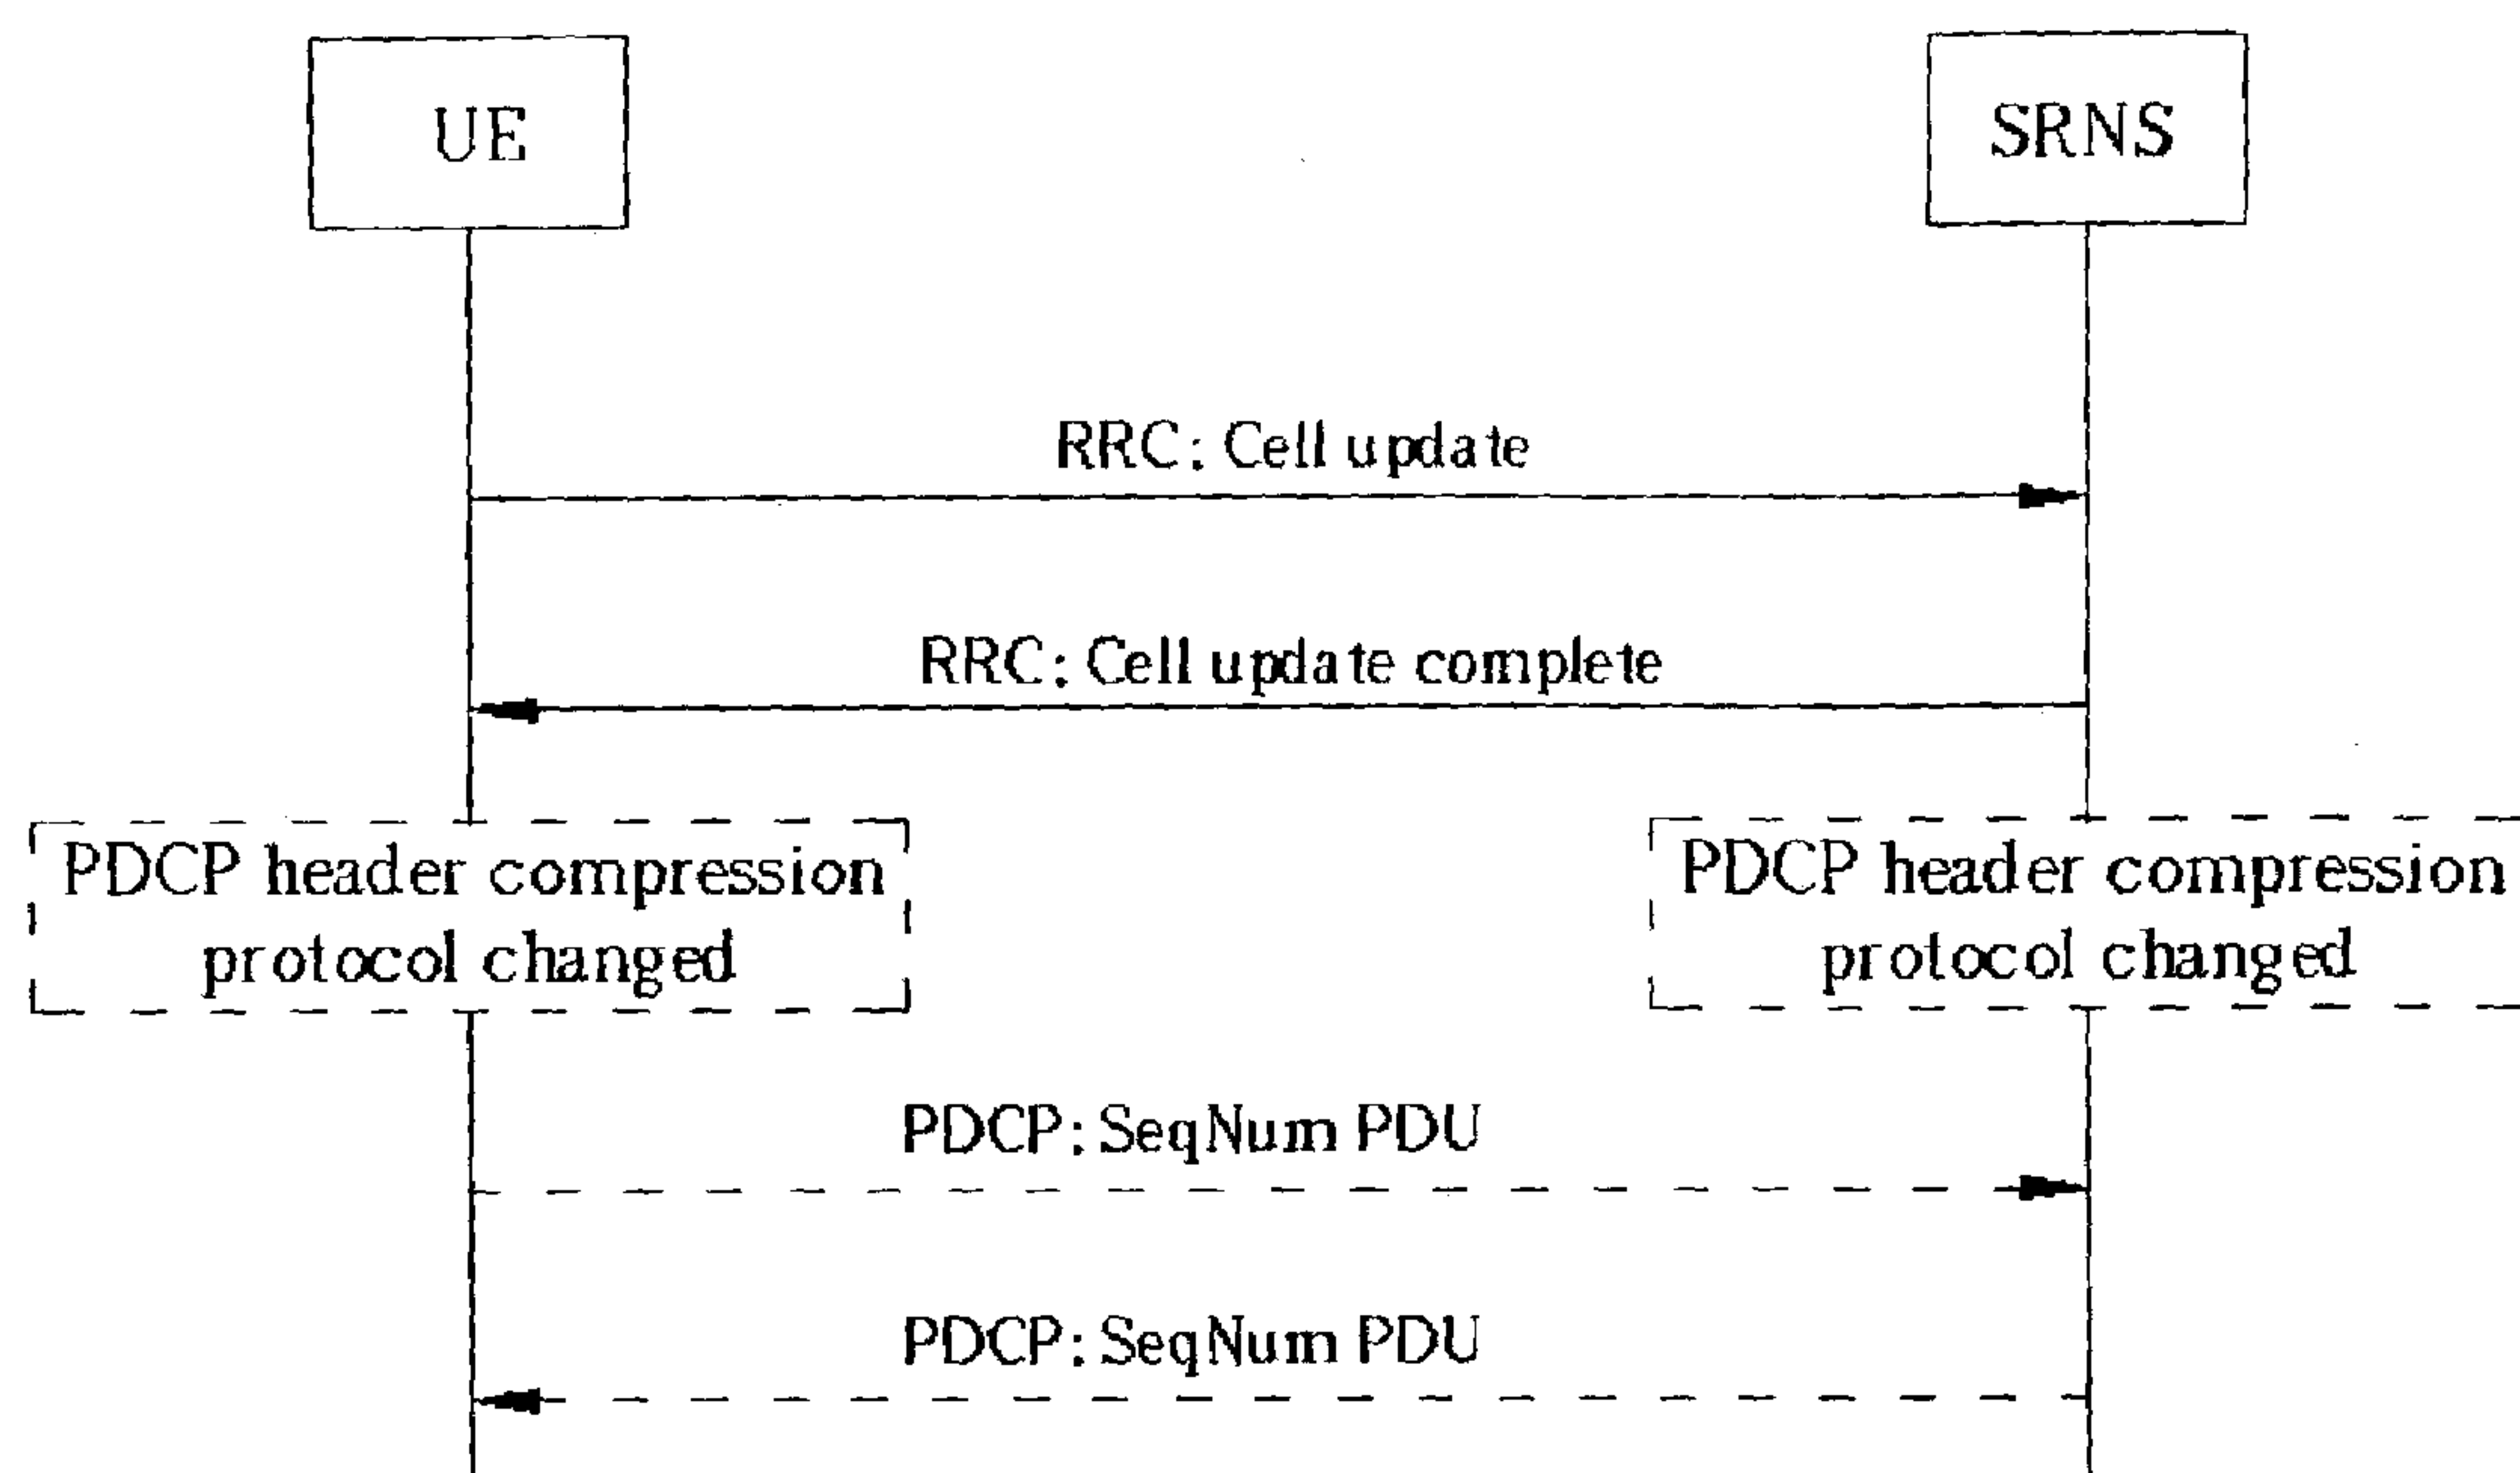 UE
SRNS
RRC: Cell update
RRC: Cell update complete
PDCP header compression
protocol changed
PDCP header compression
protocol changed
PDCP: SeqNum PDU
PDCP: SeqNum PDU